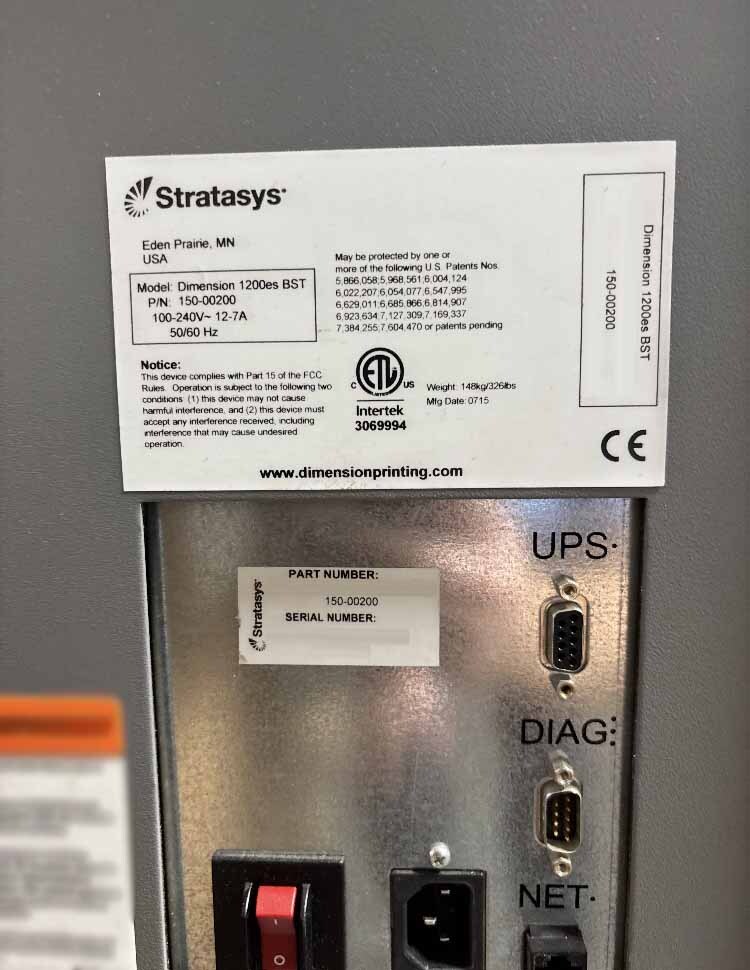 Stratasys
Eden Prairie, MN
USA
Model: Dimension 1200es BST
P/N: 150-00200
100-240V~ 12-7A
50/60 Hz
May be protected by one or
more of the following U.S. Patents Nos.
5,866,058;5,968,561;6,004,124
6,022,207;6,054,077;6,547,995
6,629,011;6,685,866;6,814,907
6,923,634;7,127,309;7,169,337
7,384,255;7,604,470 or patents pending
Notice:
This device complies with Part 15 of the FCC
Rules. Operation is subject to the following two
conditions: (1) this device may not cause
harmful interference, and (2) this device must
accept any interference received, including
interference that may cause undesired
operation.
C ETL US
Intertek
3069994
Weight: 148kg/326lbs
Mfg Date: 0715
Dimension 1200es BST
150-00200
CE
www.dimensionprinting.com
Stratasys
PART NUMBER:
150-00200
SERIAL NUMBER:
UPS
DIAG
NET